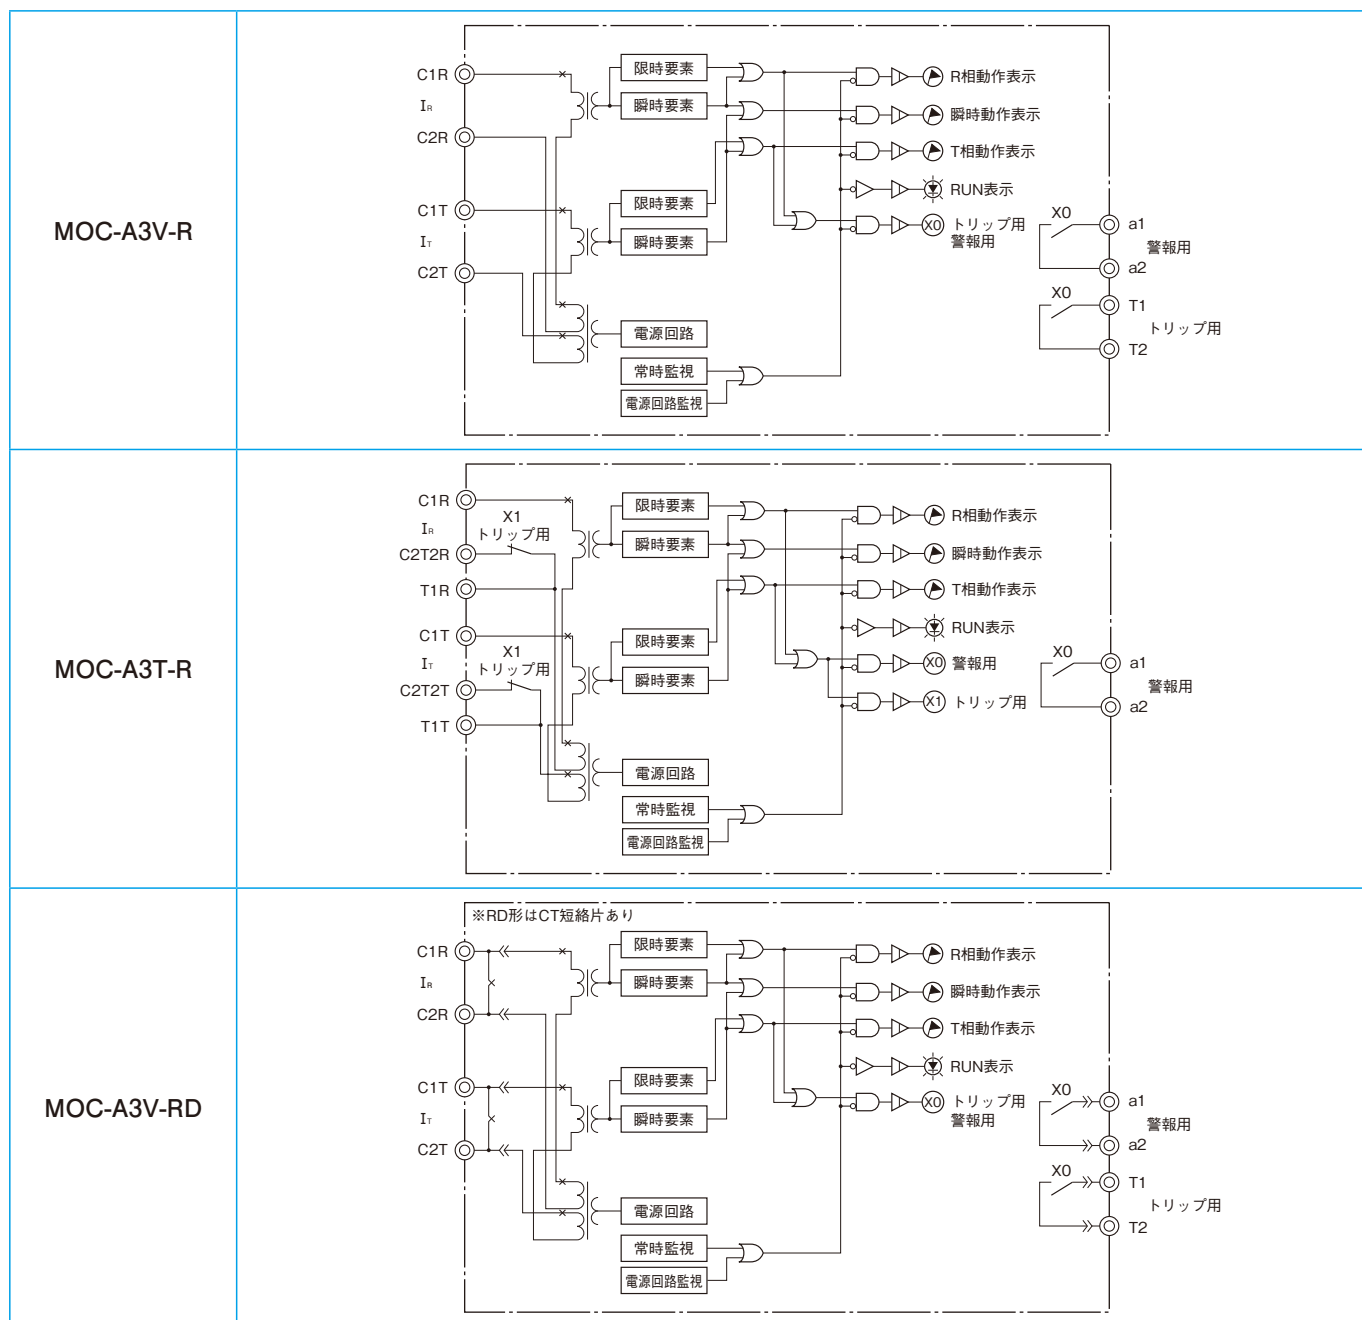 MOC-A3V-R
C1R
IR
C2R
C1T
IT
C2T
限時要素
瞬時要素
限時要素
瞬時要素
電源回路
常時監視
電源回路監視
R相動作表示
瞬時動作表示
T相動作表示
RUN表示
X0
トリップ用
警報用
X0
a1
警報用
a2
X0
T1
トリップ用
T2
MOC-A3T-R
C1R
IR
X1
トリップ用
C2T2R
T1R
C1T
IT
X1
トリップ用
C2T2T
T1T
限時要素
瞬時要素
限時要素
瞬時要素
電源回路
常時監視
電源回路監視
R相動作表示
瞬時動作表示
T相動作表示
RUN表示
X0 警報用
X1 トリップ用
X0
a1
警報用
a2
MOC-A3V-RD
※RD形はCT短絡片あり
C1R
IR
C2R
C1T
IT
C2T
限時要素
瞬時要素
限時要素
瞬時要素
電源回路
常時監視
電源回路監視
R相動作表示
瞬時動作表示
T相動作表示
RUN表示
X0
トリップ用
警報用
X0
a1
警報用
a2
X0
T1
トリップ用
T2